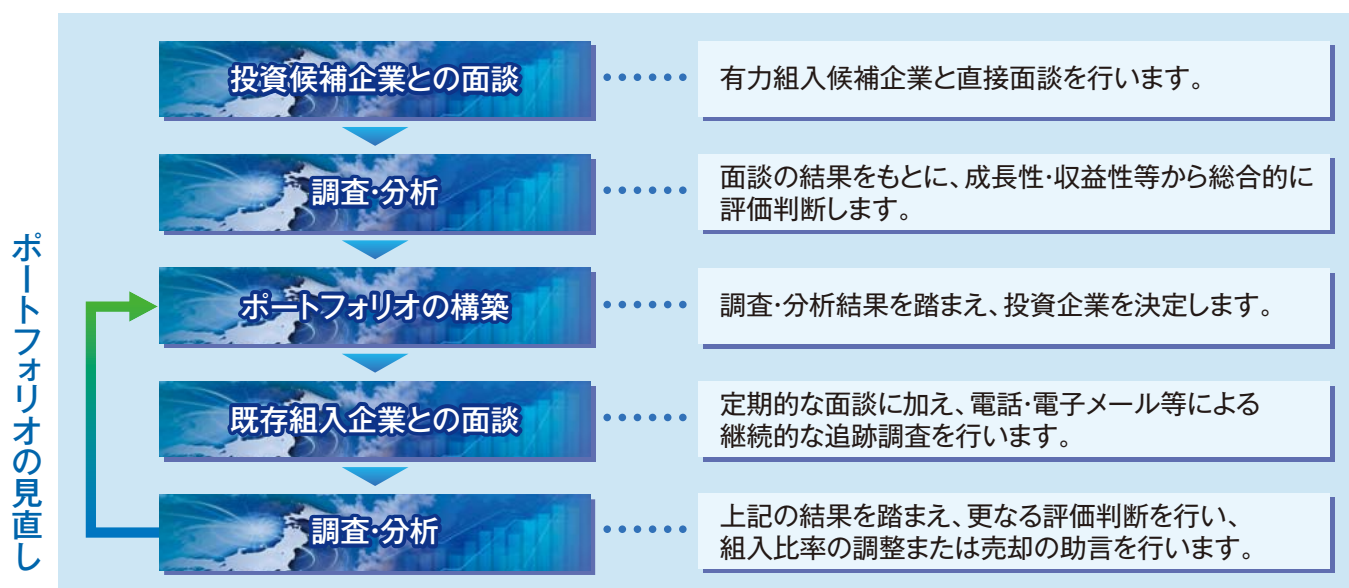 ポートフォリオの見直し
投資候補企業との面談
有力組入候補企業と直接面談を行います。
調査・分析
面談の結果をもとに、成長性・収益性等から総合的に
評価判断します。
ポートフォリオの構築
調査・分析結果を踏まえ、投資企業を決定します。
既存組入企業との面談
定期的な面談に加え、電話・電子メール等による
継続的な追跡調査を行います。
調査・分析
上記の結果を踏まえ、更なる評価判断を行い、
組入比率の調整または売却の助言を行います。